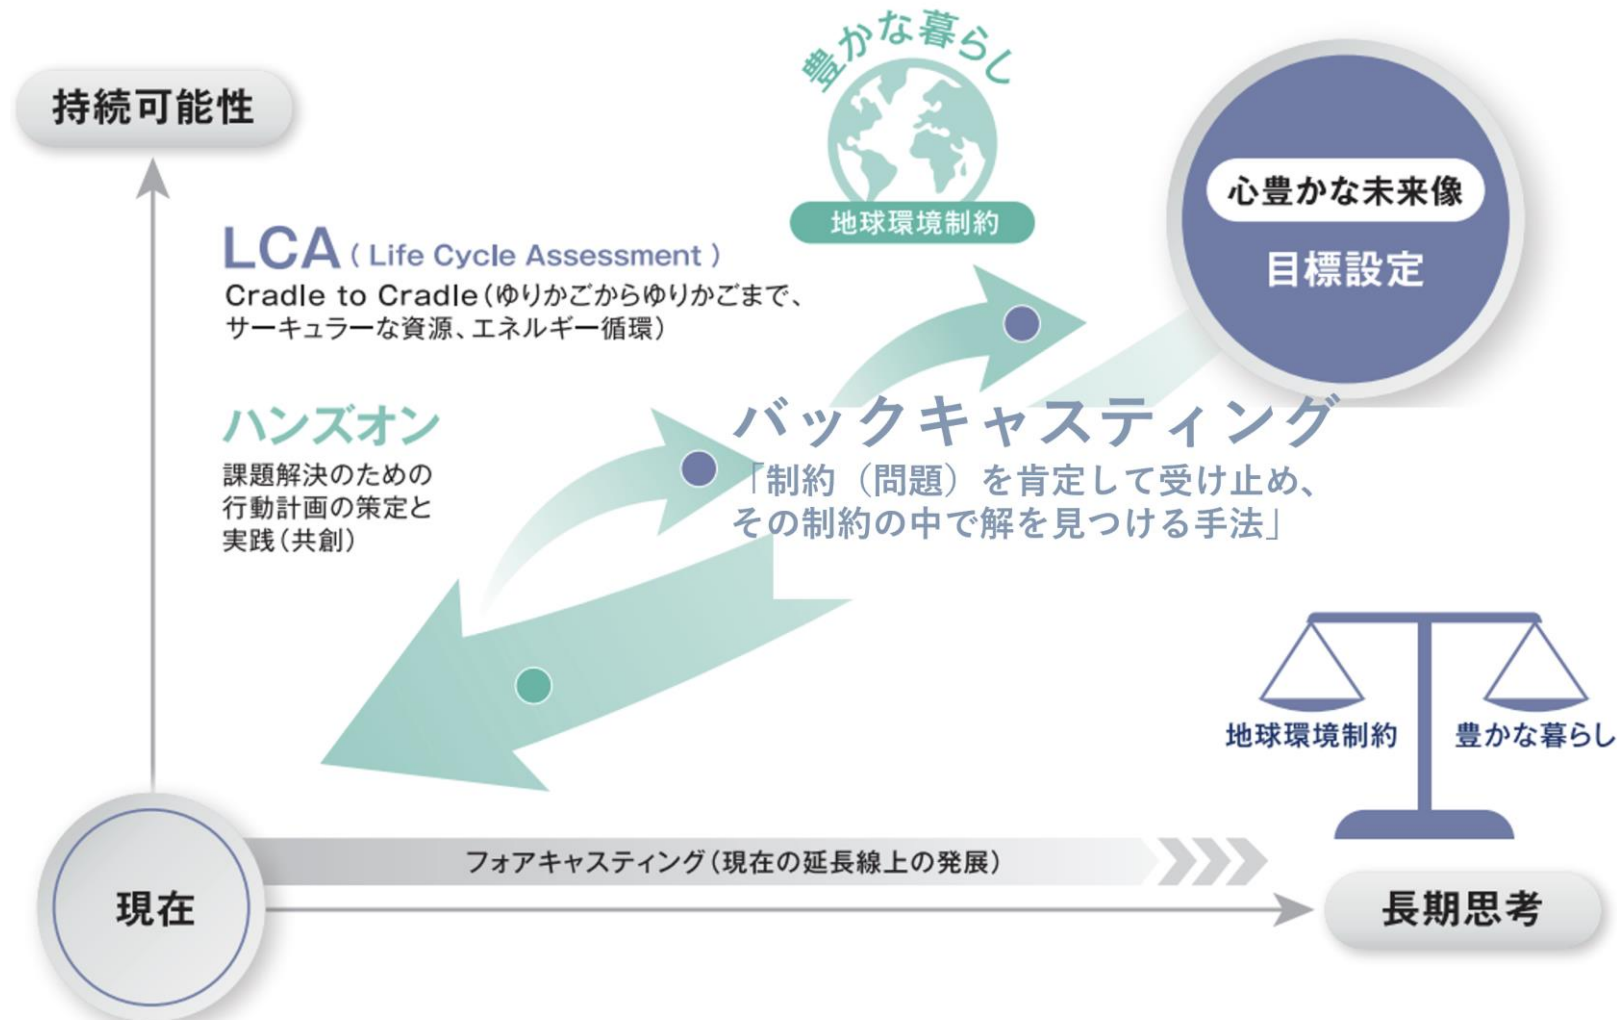 豊かな暮らし
地球環境制約
持続可能性
心豊かな未来像
目標設定
LCA ( Life Cycle Assessment )
Cradle to Cradle(ゆりかごからゆりかごまで、
サーキュラーな資源、エネルギー循環)
ハンズオン
課題解決のための
行動計画の策定と
実践(共創)
バックキャスティング
「制約（問題）を肯定して受け止め、
その制約の中で解を見つける手法」
地球環境制約
豊かな暮らし
フォアキャスティング(現在の延長線上の発展)
現在
長期思考